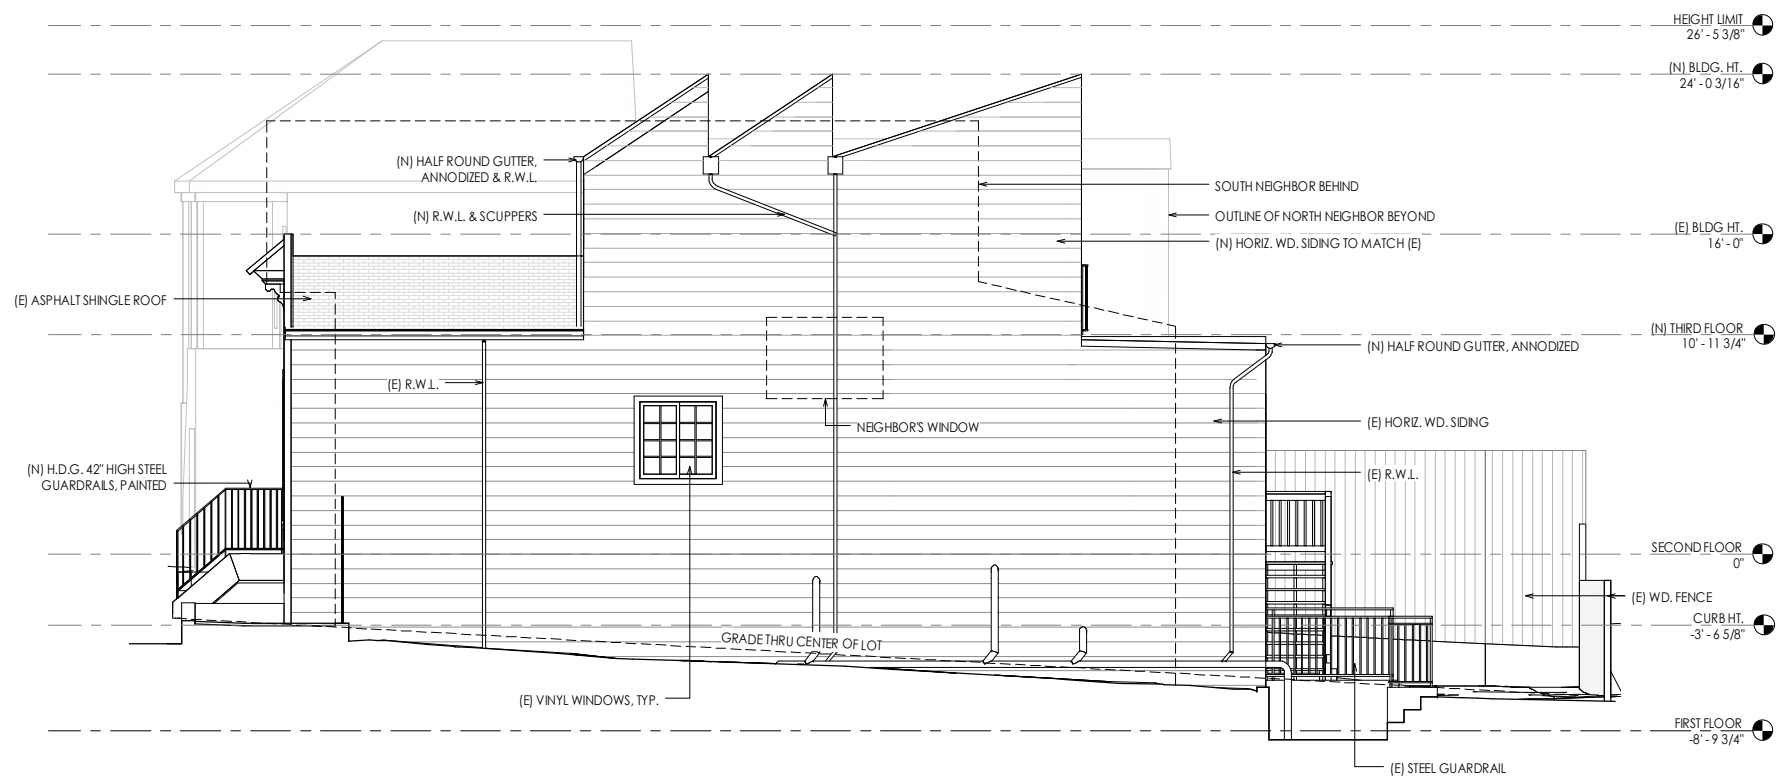 HEIGHT LIMIT
26' - 5 3/8"
(N) BLDG. HT.
24' - 0 3/16"
(N) HALF ROUND GUTTER,
ANNODIZED & R.W.L.
SOUTH NEIGHBOR BEHIND
(N) R.W.L. & SCUPPERS
OUTLINE OF NORTH NEIGHBOR BEYOND
(E) BLDG HT.
16' - 0"
(N) HORIZ. WD. SIDING TO MATCH (E)
(E) ASPHALT SHINGLE ROOF
(N) THIRD FLOOR
10' - 11 3/4"
(N) HALF ROUND GUTTER, ANNODIZED
(E) R.W.L.
NEIGHBOR'S WINDOW
(E) HORIZ. WD. SIDING
(N) H.D.G. 42" HIGH STEEL
GUARDRAILS, PAINTED
(E) R.W.L.
SECOND FLOOR
0"
(E) WD. FENCE
CURB HT.
-3' - 6 5/8"
GRADE THRU CENTER OF LOT
(E) VINYL WINDOWS, TYP.
FIRST FLOOR
-8' - 9 3/4"
(E) STEEL GUARDRAIL